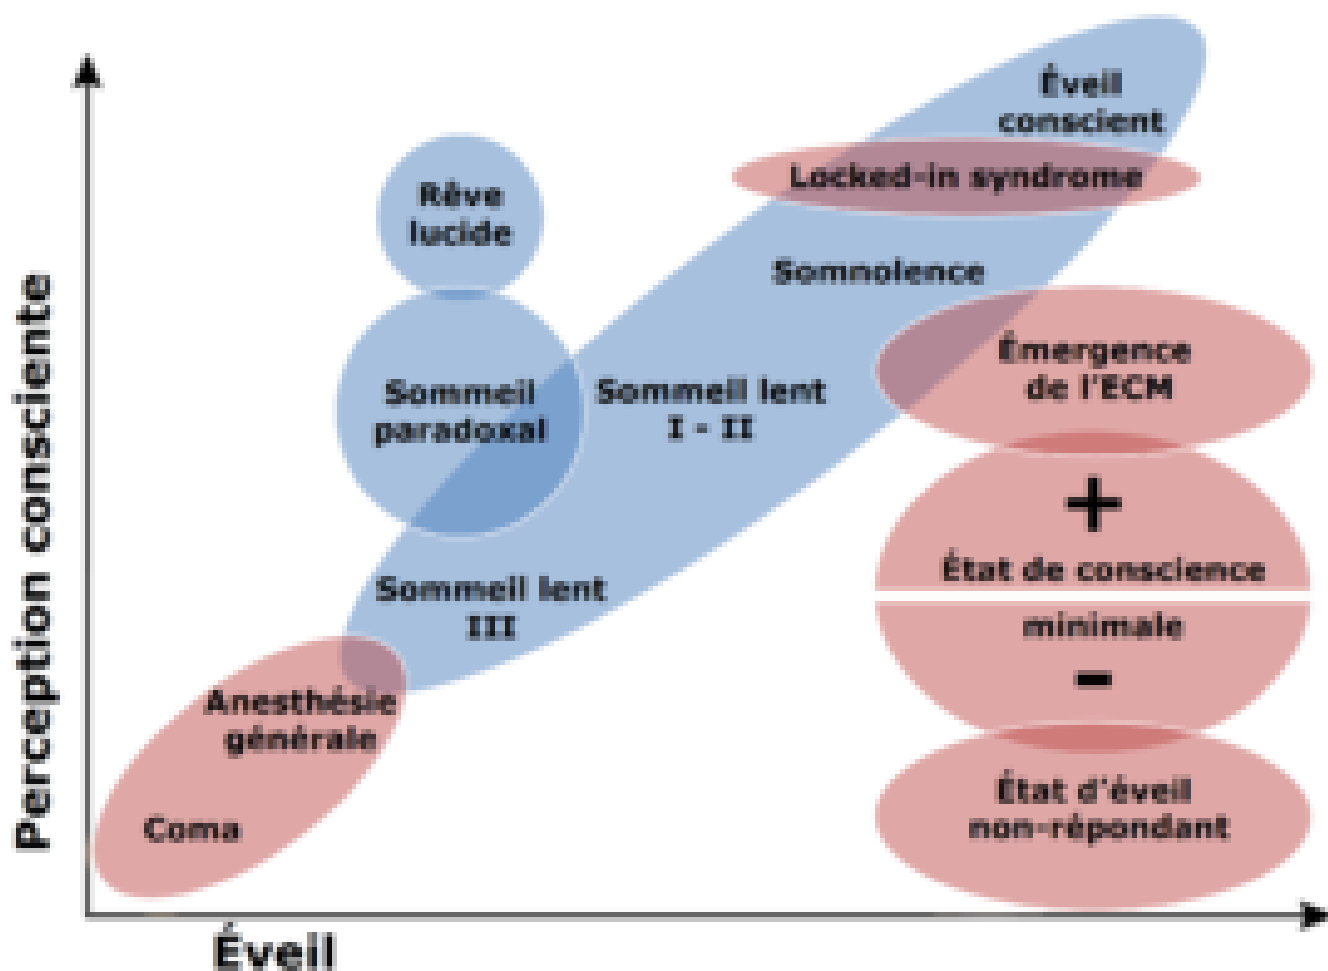 Éveil
conscient
Locked-in syndrome
Rêve
lucide
Somnolence
Émergence
de l'ECM
Sommeil
paradoxal
Sommeil lent
I - II
+
État de conscience
minimale
-
Sommeil lent
III
Anesthésie
générale
Coma
État d'éveil
non-répondant
Perception consciente
Éveil